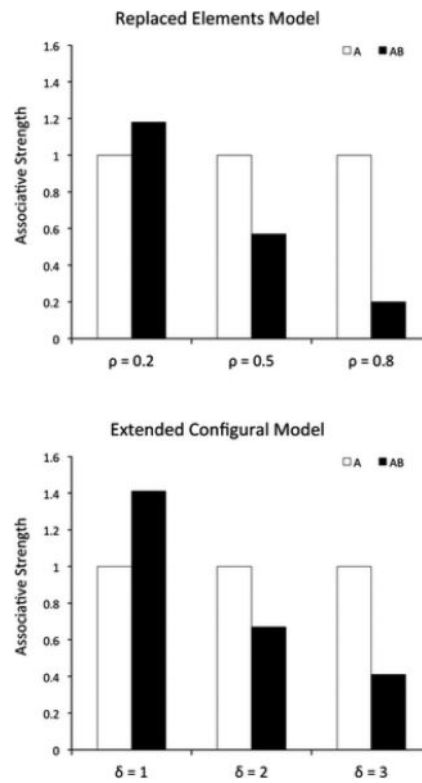 Replaced Elements Model
A AB
Associative Strength
1.6
1.4
1.2
1
0.8
0.6
0.4
0.2
0
ρ = 0.2 ρ = 0.5 ρ = 0.8
Extended Configural Model
A AB
Associative Strength
1.6
1.4
1.2
1
0.8
0.6
0.4
0.2
0
δ = 1 δ = 2 δ = 3